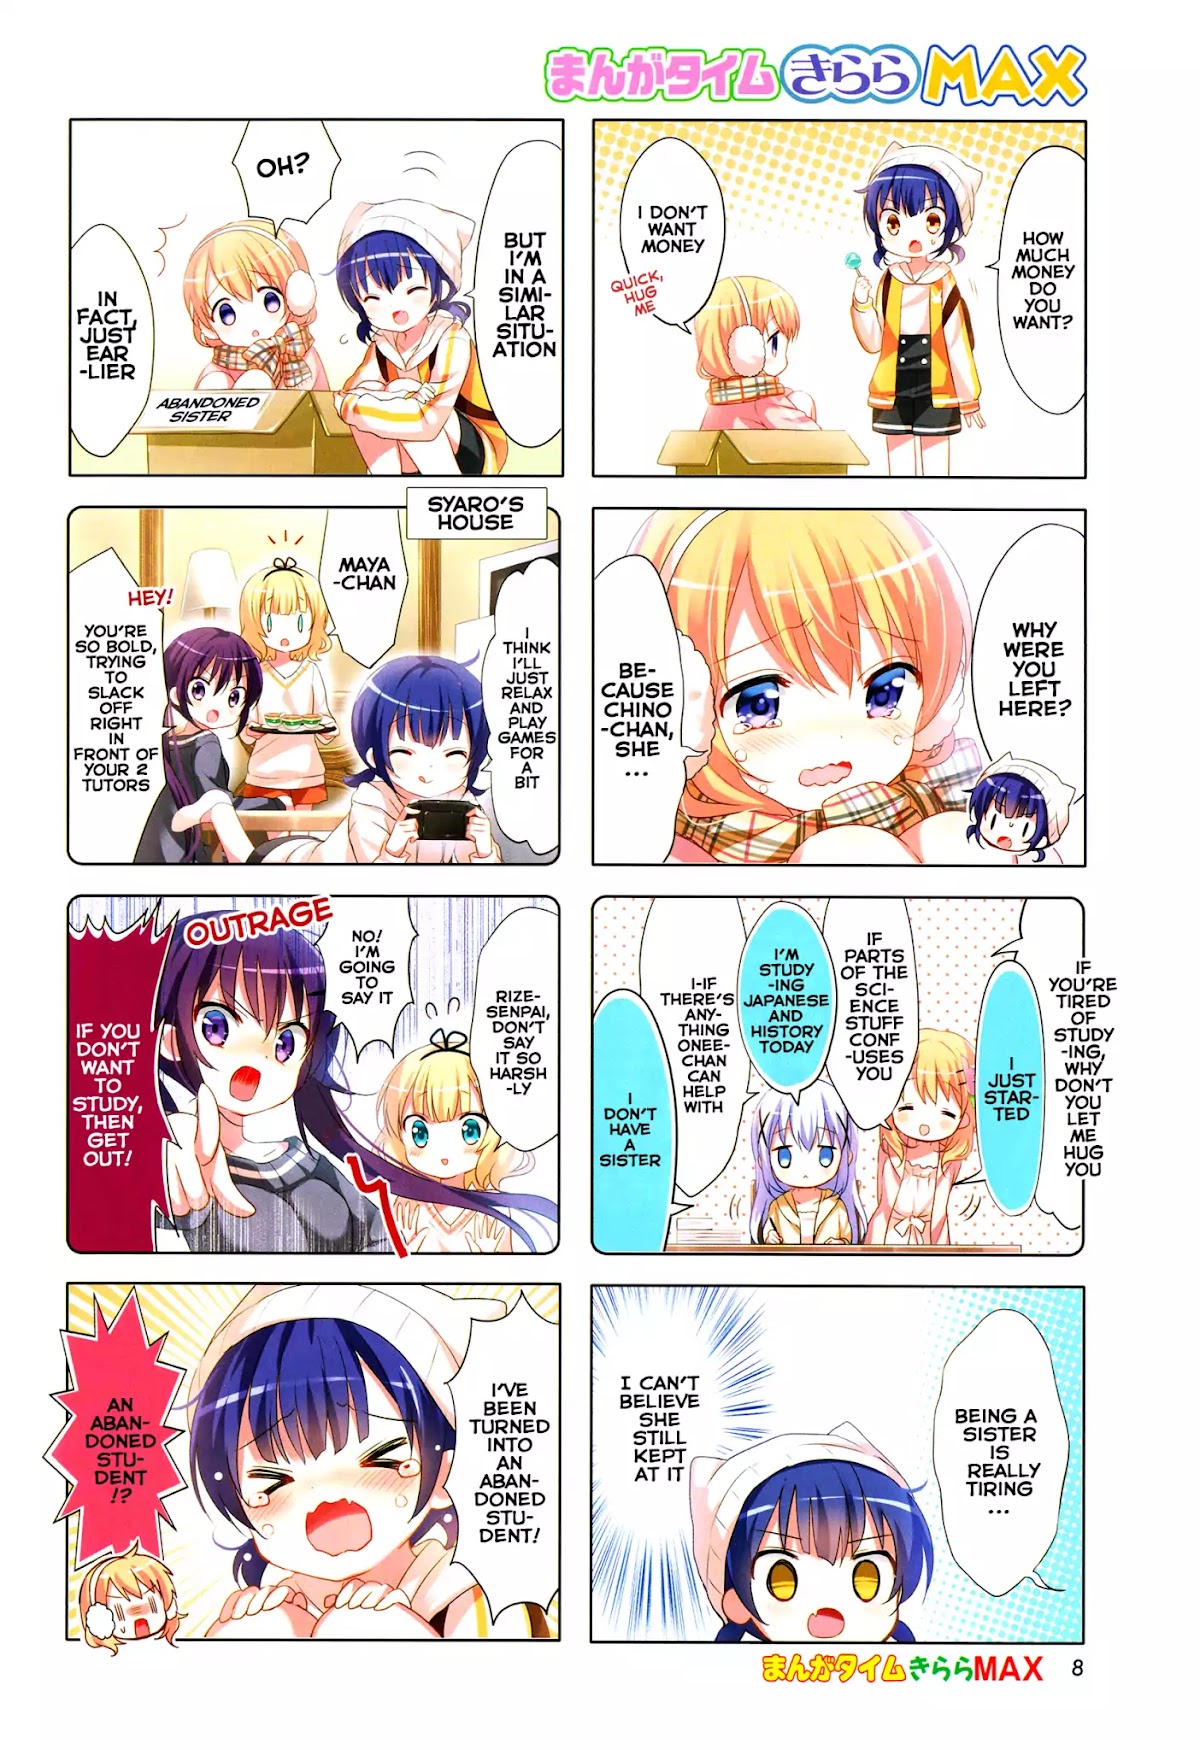 まんがタイムきららMAX
HOW
MUCH
MONEY
DO
YOU
WANT?
I DON'T
WANT
MONEY
QUICK,
HUG
ME
WHY
WERE
YOU
LEFT
HERE?
BE-
CAUSE
CHINO
-CHAN,
SHE
...
IF
YOU'RE
TIRED
OF
STUDY
-ING,
WHY
DON'T
YOU
LET
ME
HUG
YOU
I
JUST
STAR-
TED
IF
PARTS
OF THE
SCI-
ENCE
STUFF
CONF
-USES
YOU
I'M
STUDY
-ING
JAPANESE
AND
HISTORY
TODAY
I-IF
THERE'S
ANY-
THING
ONEE-
CHAN
CAN
HELP
WITH
I
DON'T
HAVE
A
SISTER
BEING A
SISTER
IS
REALLY
TIRING
...
I CAN'T
BELIEVE
SHE
STILL
KEPT
AT IT
BUT
I'M
IN A
SIMI-
LAR
SITU-
ATION
OH?
IN
FACT,
JUST
EAR
-LIER
ABANDONED
SISTER
SYARO'S
HOUSE
I
THINK
I'LL
JUST
RELAX
AND
PLAY
GAMES
FOR
A
BIT
MAYA
-CHAN
HEY!
YOU'RE
SO BOLD,
TRYING
TO
SLACK
OFF
RIGHT
IN
FRONT OF
YOUR 2
TUTORS
RIZE-
SENPAI,
DON'T
SAY
IT SO
HARSH
-LY
NO!
I'M
GOING
TO
SAY IT
OUTRAGE
IF YOU
DON'T
WANT
TO
STUDY,
THEN
GET
OUT!
I'VE
BEEN
TURNED
INTO
AN
ABAN-
DONED
STU-
DENT!
AN
ABAN-
DONED
STU-
DENT
!?
まんがタイムきららMAX
8